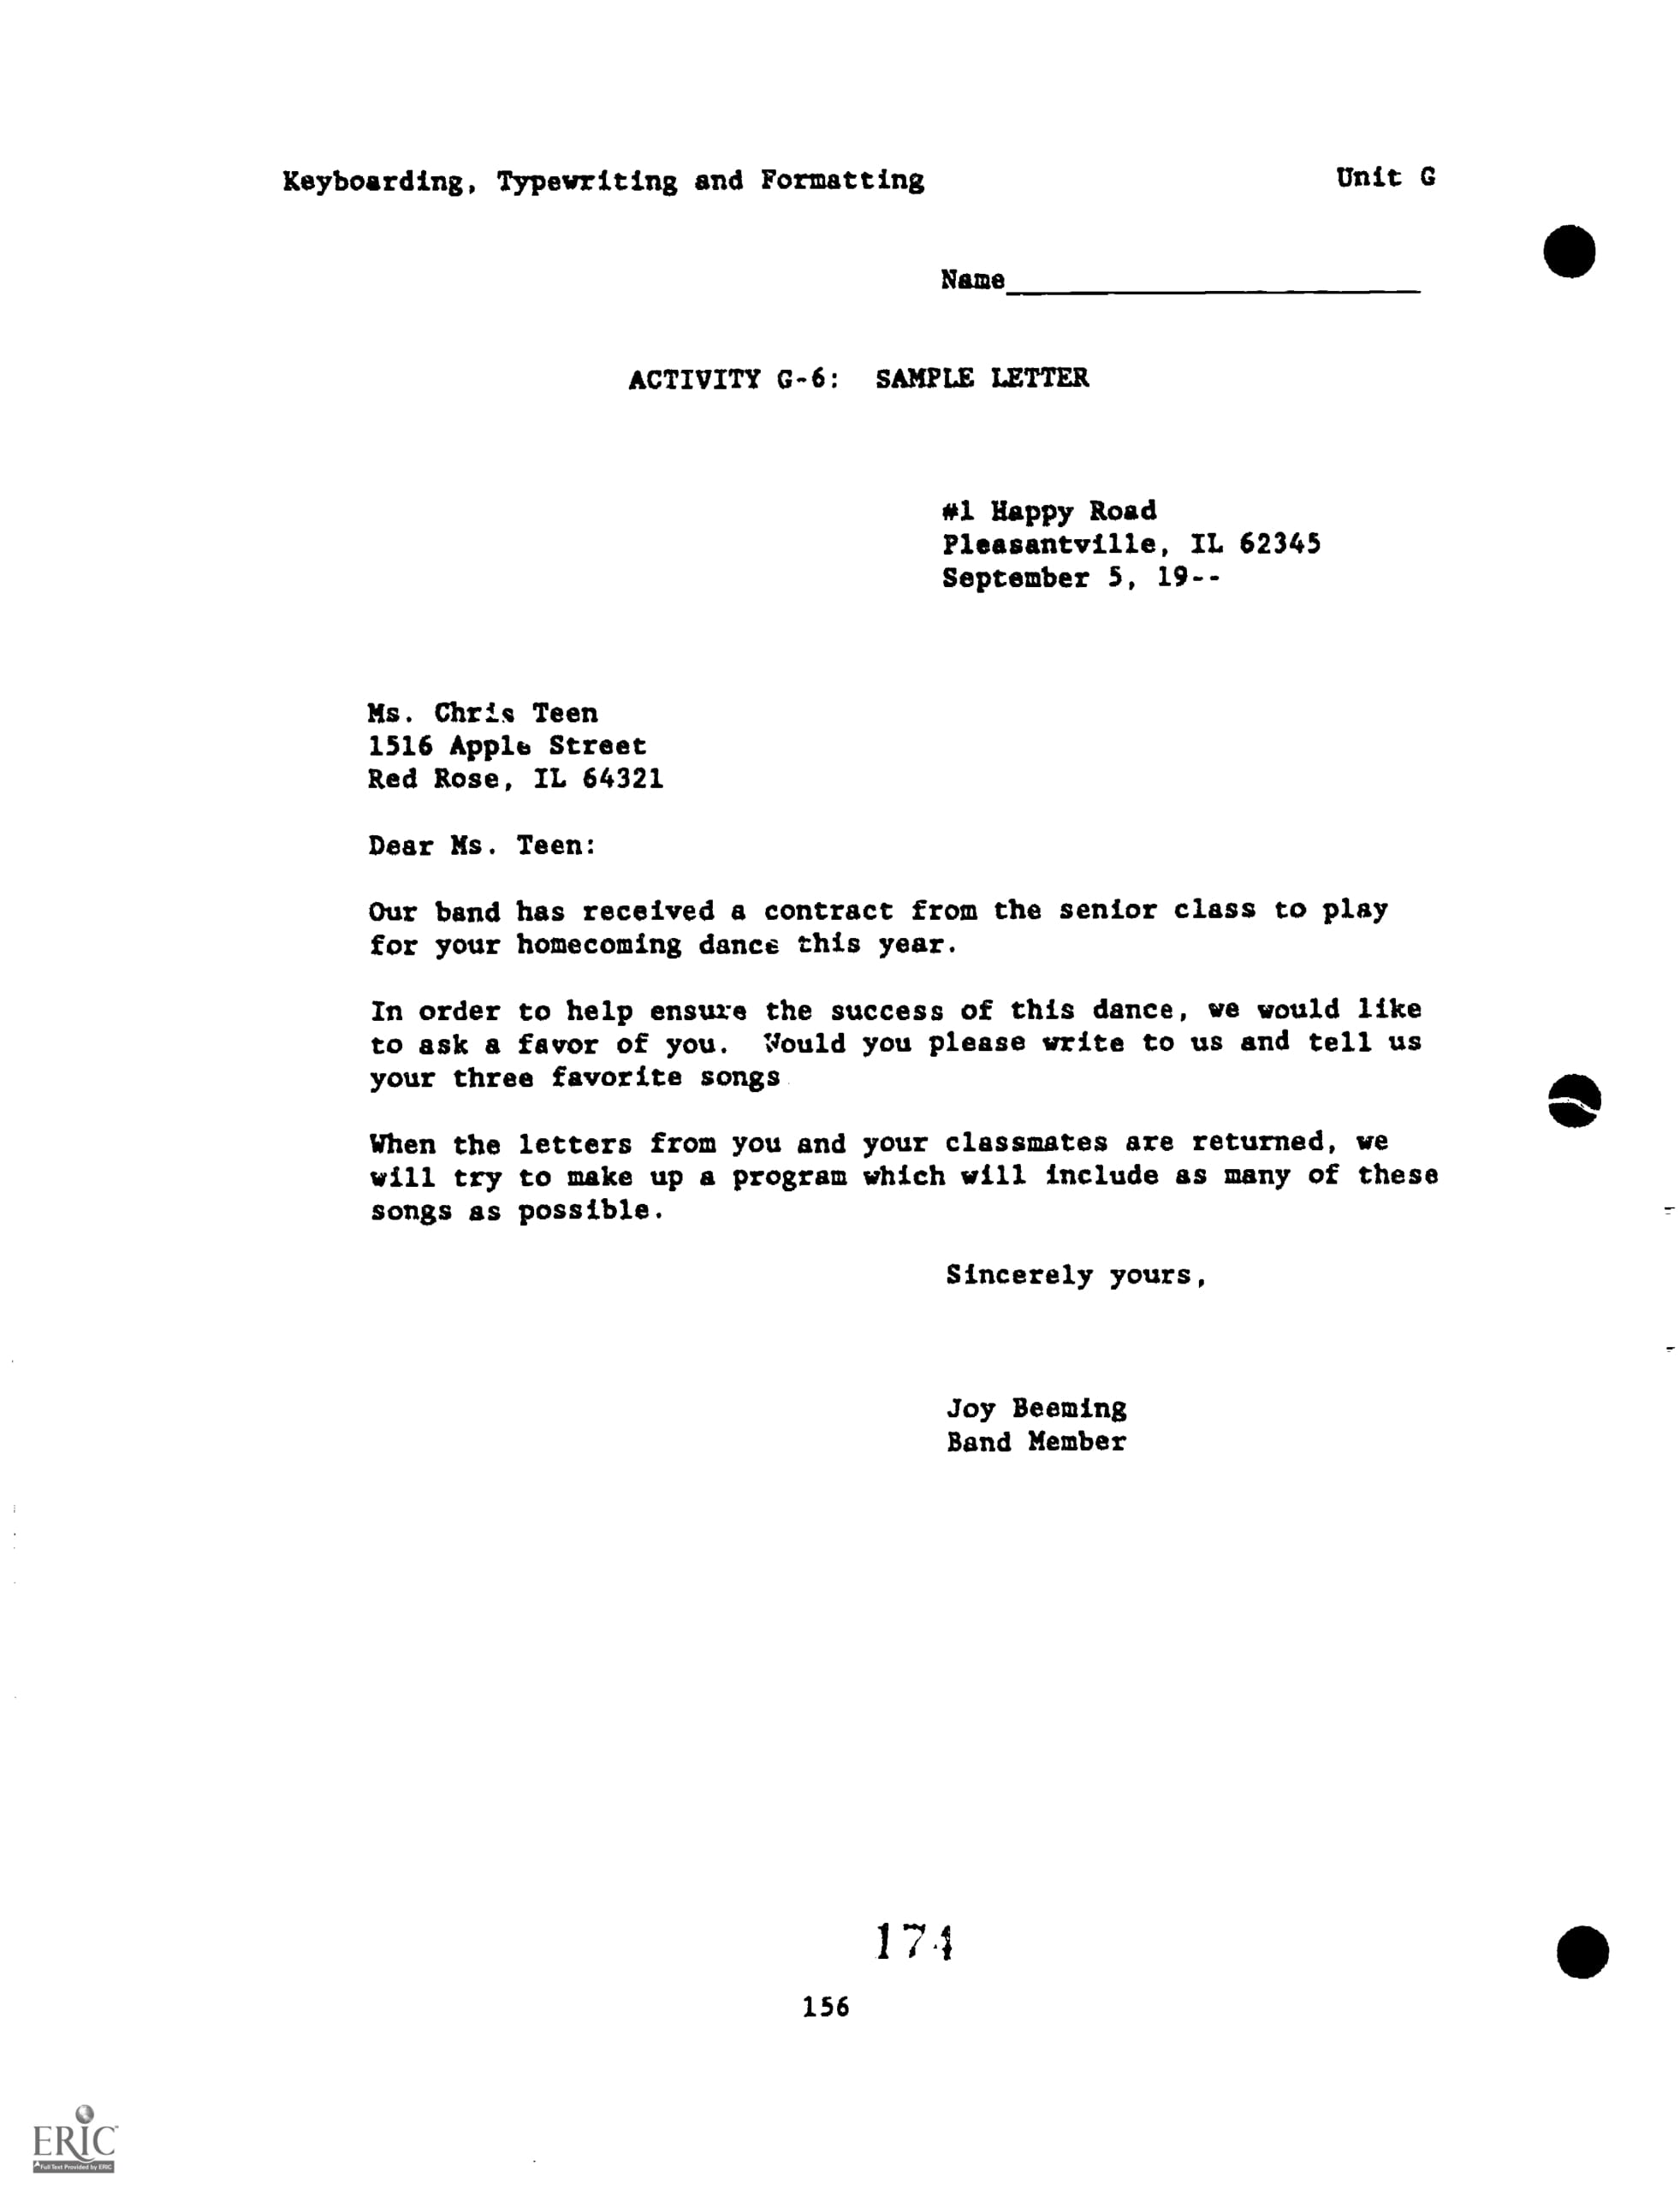 Keyboarding, Typewriting and Formatting Unit G
Name
ACTIVITY G-6: SAMPLE LETTER
#1 Happy Road
Pleasantville, IL 62345
September 5, 19--
Ms. Chris Teen
1516 Apple Street
Red Rose, IL 64321
Dear Ms. Teen:
Our band has received a contract from the senior class to play
for your homecoming dance this year.
In order to help ensure the success of this dance, we would like
to ask a favor of you. Would you please write to us and tell us
your three favorite songs
When the letters from you and your classmates are returned, we
will try to make up a program which will include as many of these
songs as possible.
Sincerely yours,
Joy Beeming
Band Member
174
156
ERIC
Full Text Provided by ERIC